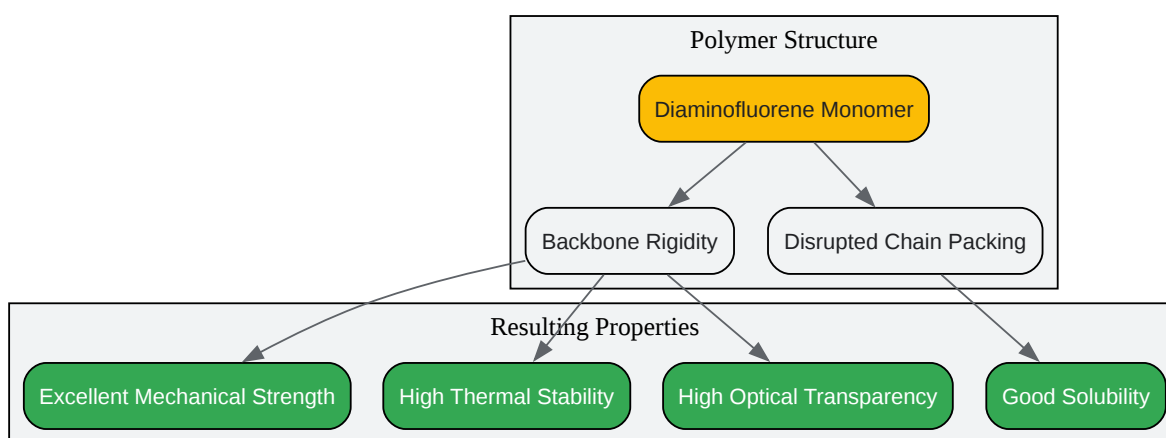 Polymer Structure
Diaminofluorene Monomer
Backbone Rigidity
Disrupted Chain Packing
Resulting Properties
Excellent Mechanical Strength
High Thermal Stability
High Optical Transparency
Good Solubility